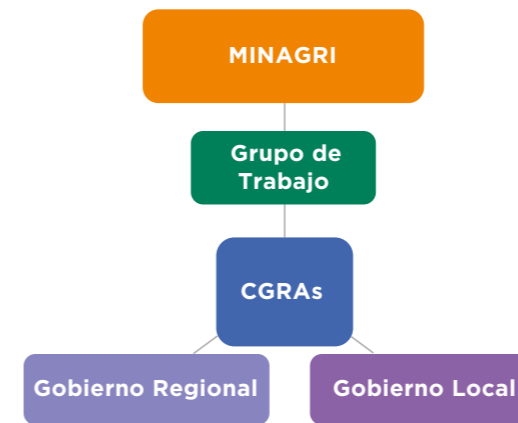 MINAGRI
Grupo de
Trabajo
CGRAs
Gobierno Regional
Gobierno Local